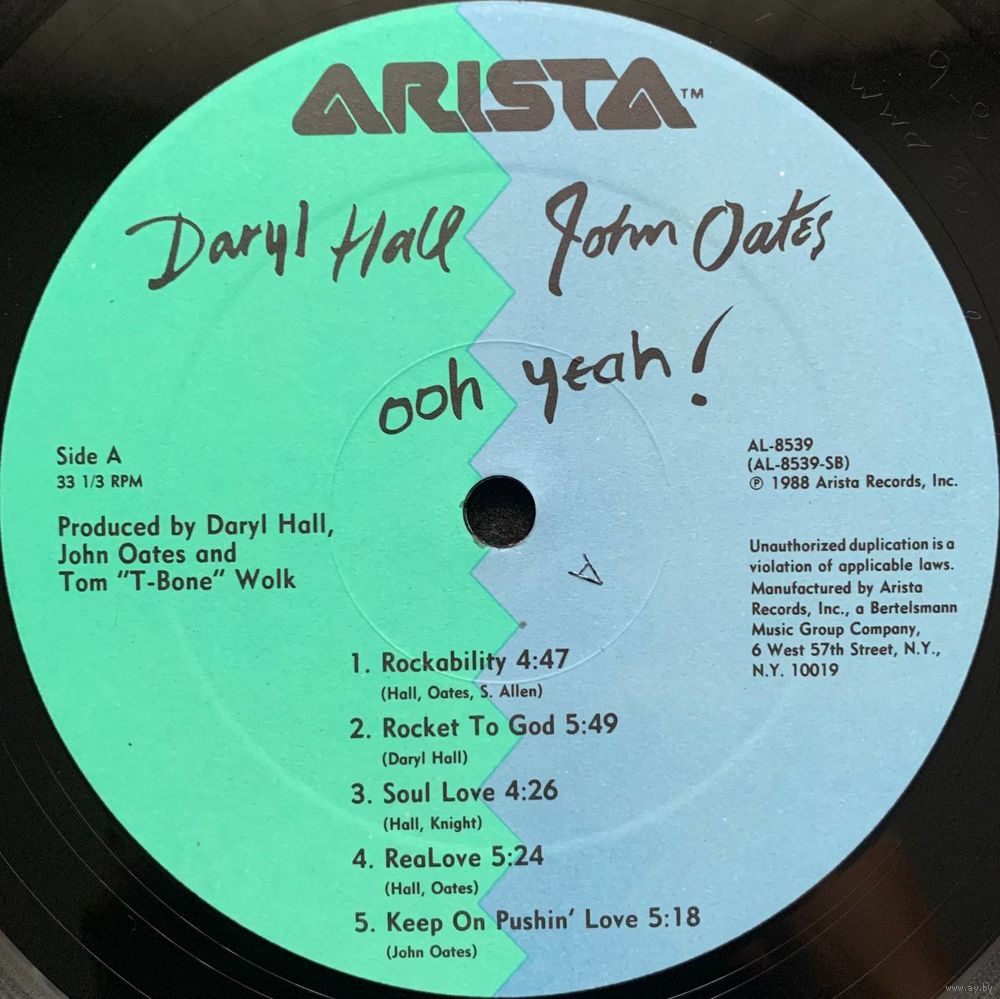 ARISTA™
Daryl Hall John Oates
ooh yeah!
Side A
33 1/3 RPM
Produced by Daryl Hall,
John Oates and
Tom "T-Bone" Wolk
AL-8539
(AL-8539-SB)
℗ 1988 Arista Records, Inc.
Unauthorized duplication is a
violation of applicable laws.
Manufactured by Arista
Records, Inc., a Bertelsmann
Music Group Company,
6 West 57th Street, N.Y.,
N.Y. 10019
A
1. Rockability 4:47
(Hall, Oates, S. Allen)
2. Rocket To God 5:49
(Daryl Hall)
3. Soul Love 4:26
(Hall, Knight)
4. ReaLove 5:24
(Hall, Oates)
5. Keep On Pushin' Love 5:18
(John Oates)
www.ay.by